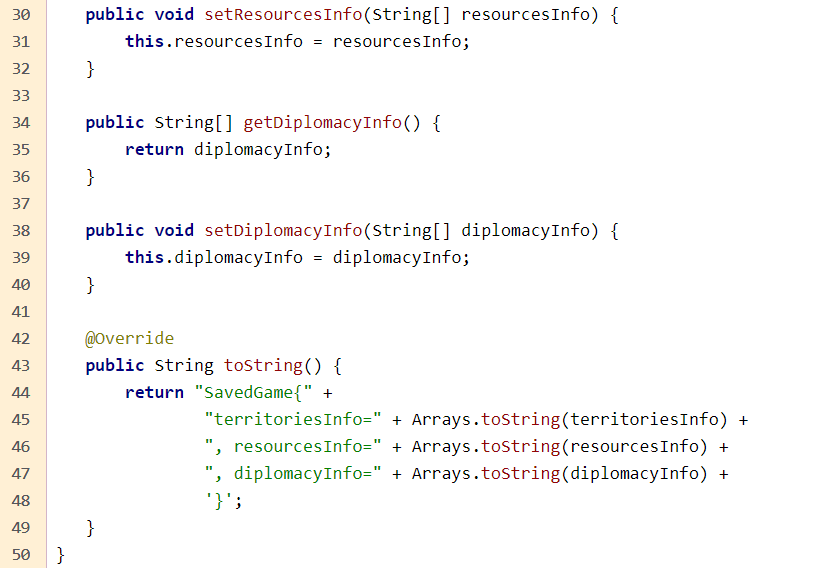 30    public void setResourcesInfo(String[] resourcesInfo) {
31        this.resourcesInfo = resourcesInfo;
32    }
33
34    public String[] getDiplomacyInfo() {
35        return diplomacyInfo;
36    }
37
38    public void setDiplomacyInfo(String[] diplomacyInfo) {
39        this.diplomacyInfo = diplomacyInfo;
40    }
41
42    @Override
43    public String toString() {
44        return "SavedGame{" +
45                "territoriesInfo=" + Arrays.toString(territoriesInfo) +
46                ", resourcesInfo=" + Arrays.toString(resourcesInfo) +
47                ", diplomacyInfo=" + Arrays.toString(diplomacyInfo) +
48                '}';
49    }
50 }